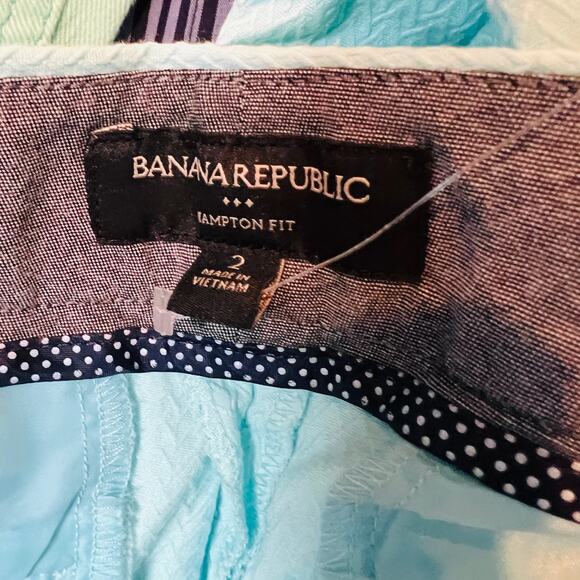 BANANA REPUBLIC
HAMPTON FIT
2
MADE IN
VIETNAM